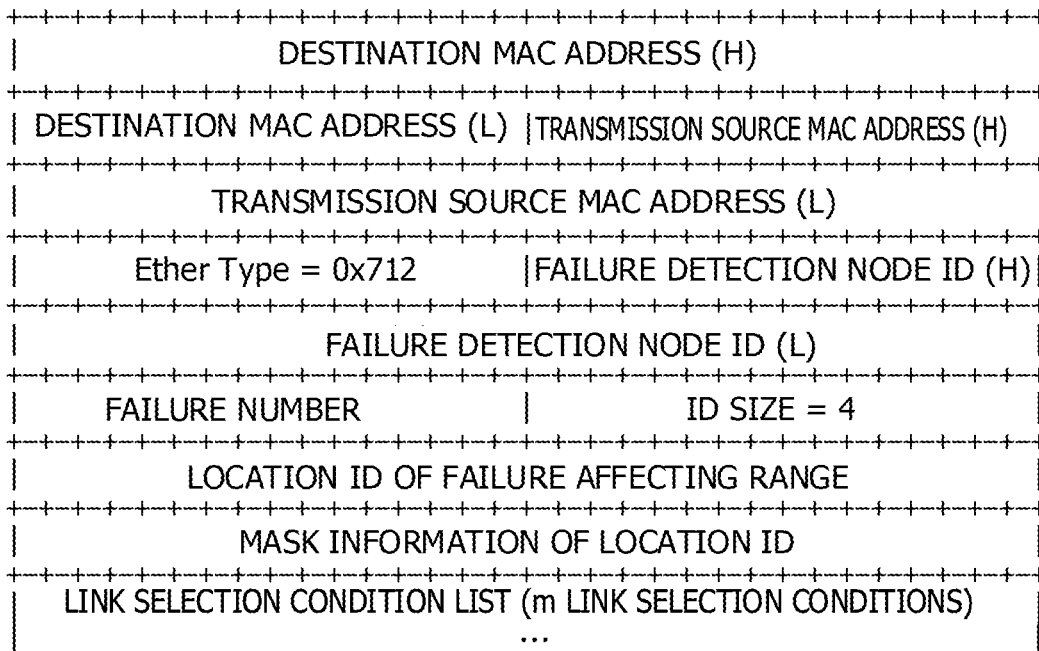 DESTINATION MAC ADDRESS (H)
DESTINATION MAC ADDRESS (L) | TRANSMISSION SOURCE MAC ADDRESS (H)
TRANSMISSION SOURCE MAC ADDRESS (L)
Ether Type = 0x712 | FAILURE DETECTION NODE ID (H)
FAILURE DETECTION NODE ID (L)
FAILURE NUMBER | ID SIZE = 4
LOCATION ID OF FAILURE AFFECTING RANGE
MASK INFORMATION OF LOCATION ID
LINK SELECTION CONDITION LIST (m LINK SELECTION CONDITIONS)
...